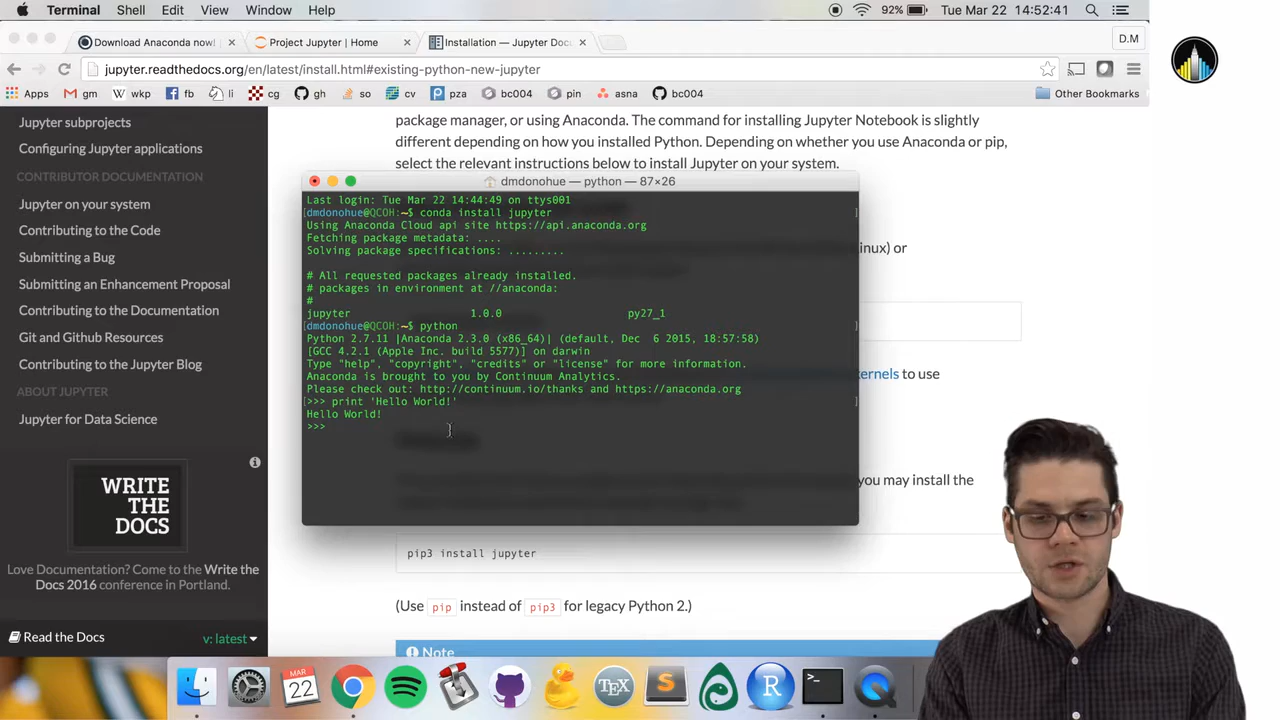 Terminal Shell Edit View Window Help 92% Tue Mar 22 14:52:41
Download Anaconda now! Project Jupyter | Home Installation — Jupyter Doc D.M
jupyter.readthedocs.org/en/latest/install.html#existing-python-new-jupyter
Apps gm wkp fb li cg gh so cv pza bc004 pin asna bc004 Other Bookmarks
Jupyter subprojects
Configuring Jupyter applications
CONTRIBUTOR DOCUMENTATION
Jupyter on your system
Contributing to the Code
Submitting a Bug
Submitting an Enhancement Proposal
Contributing to the Documentation
Git and Github Resources
Contributing to the Jupyter Blog
ABOUT JUPYTER
Jupyter for Data Science
WRITE
THE
DOCS
Love Documentation? Come to the Write the
Docs 2016 conference in Portland.
Read the Docs v: latest
package manager, or using Anaconda. The command for installing Jupyter Notebook is slightly
different depending on how you installed Python. Depending on whether you use Anaconda or pip,
select the relevant instructions below to install Jupyter on your system.
dmdonohue — python — 87×26
Last login: Tue Mar 22 14:44:49 on ttys001
[dmdonohue@QCOH:~$ conda install jupyter ]
Using Anaconda Cloud api site https://api.anaconda.org
Fetching package metadata: ....
Solving package specifications: .........
# All requested packages already installed.
# packages in environment at //anaconda:
#
jupyter 1.0.0 py27_1
[dmdonohue@QCOH:~$ python ]
Python 2.7.11 |Anaconda 2.3.0 (x86_64)| (default, Dec 6 2015, 18:57:58)
[GCC 4.2.1 (Apple Inc. build 5577)] on darwin
Type "help", "copyright", "credits" or "license" for more information.
Anaconda is brought to you by Continuum Analytics.
Please check out: http://continuum.io/thanks and https://anaconda.org
[>>> print 'Hello World!' ]
Hello World!
>>>
inux) or
kernels to use
you may install the
pip3 install jupyter
(Use pip instead of pip3 for legacy Python 2.)
Note
MAR
22
TEX
S
R
>_